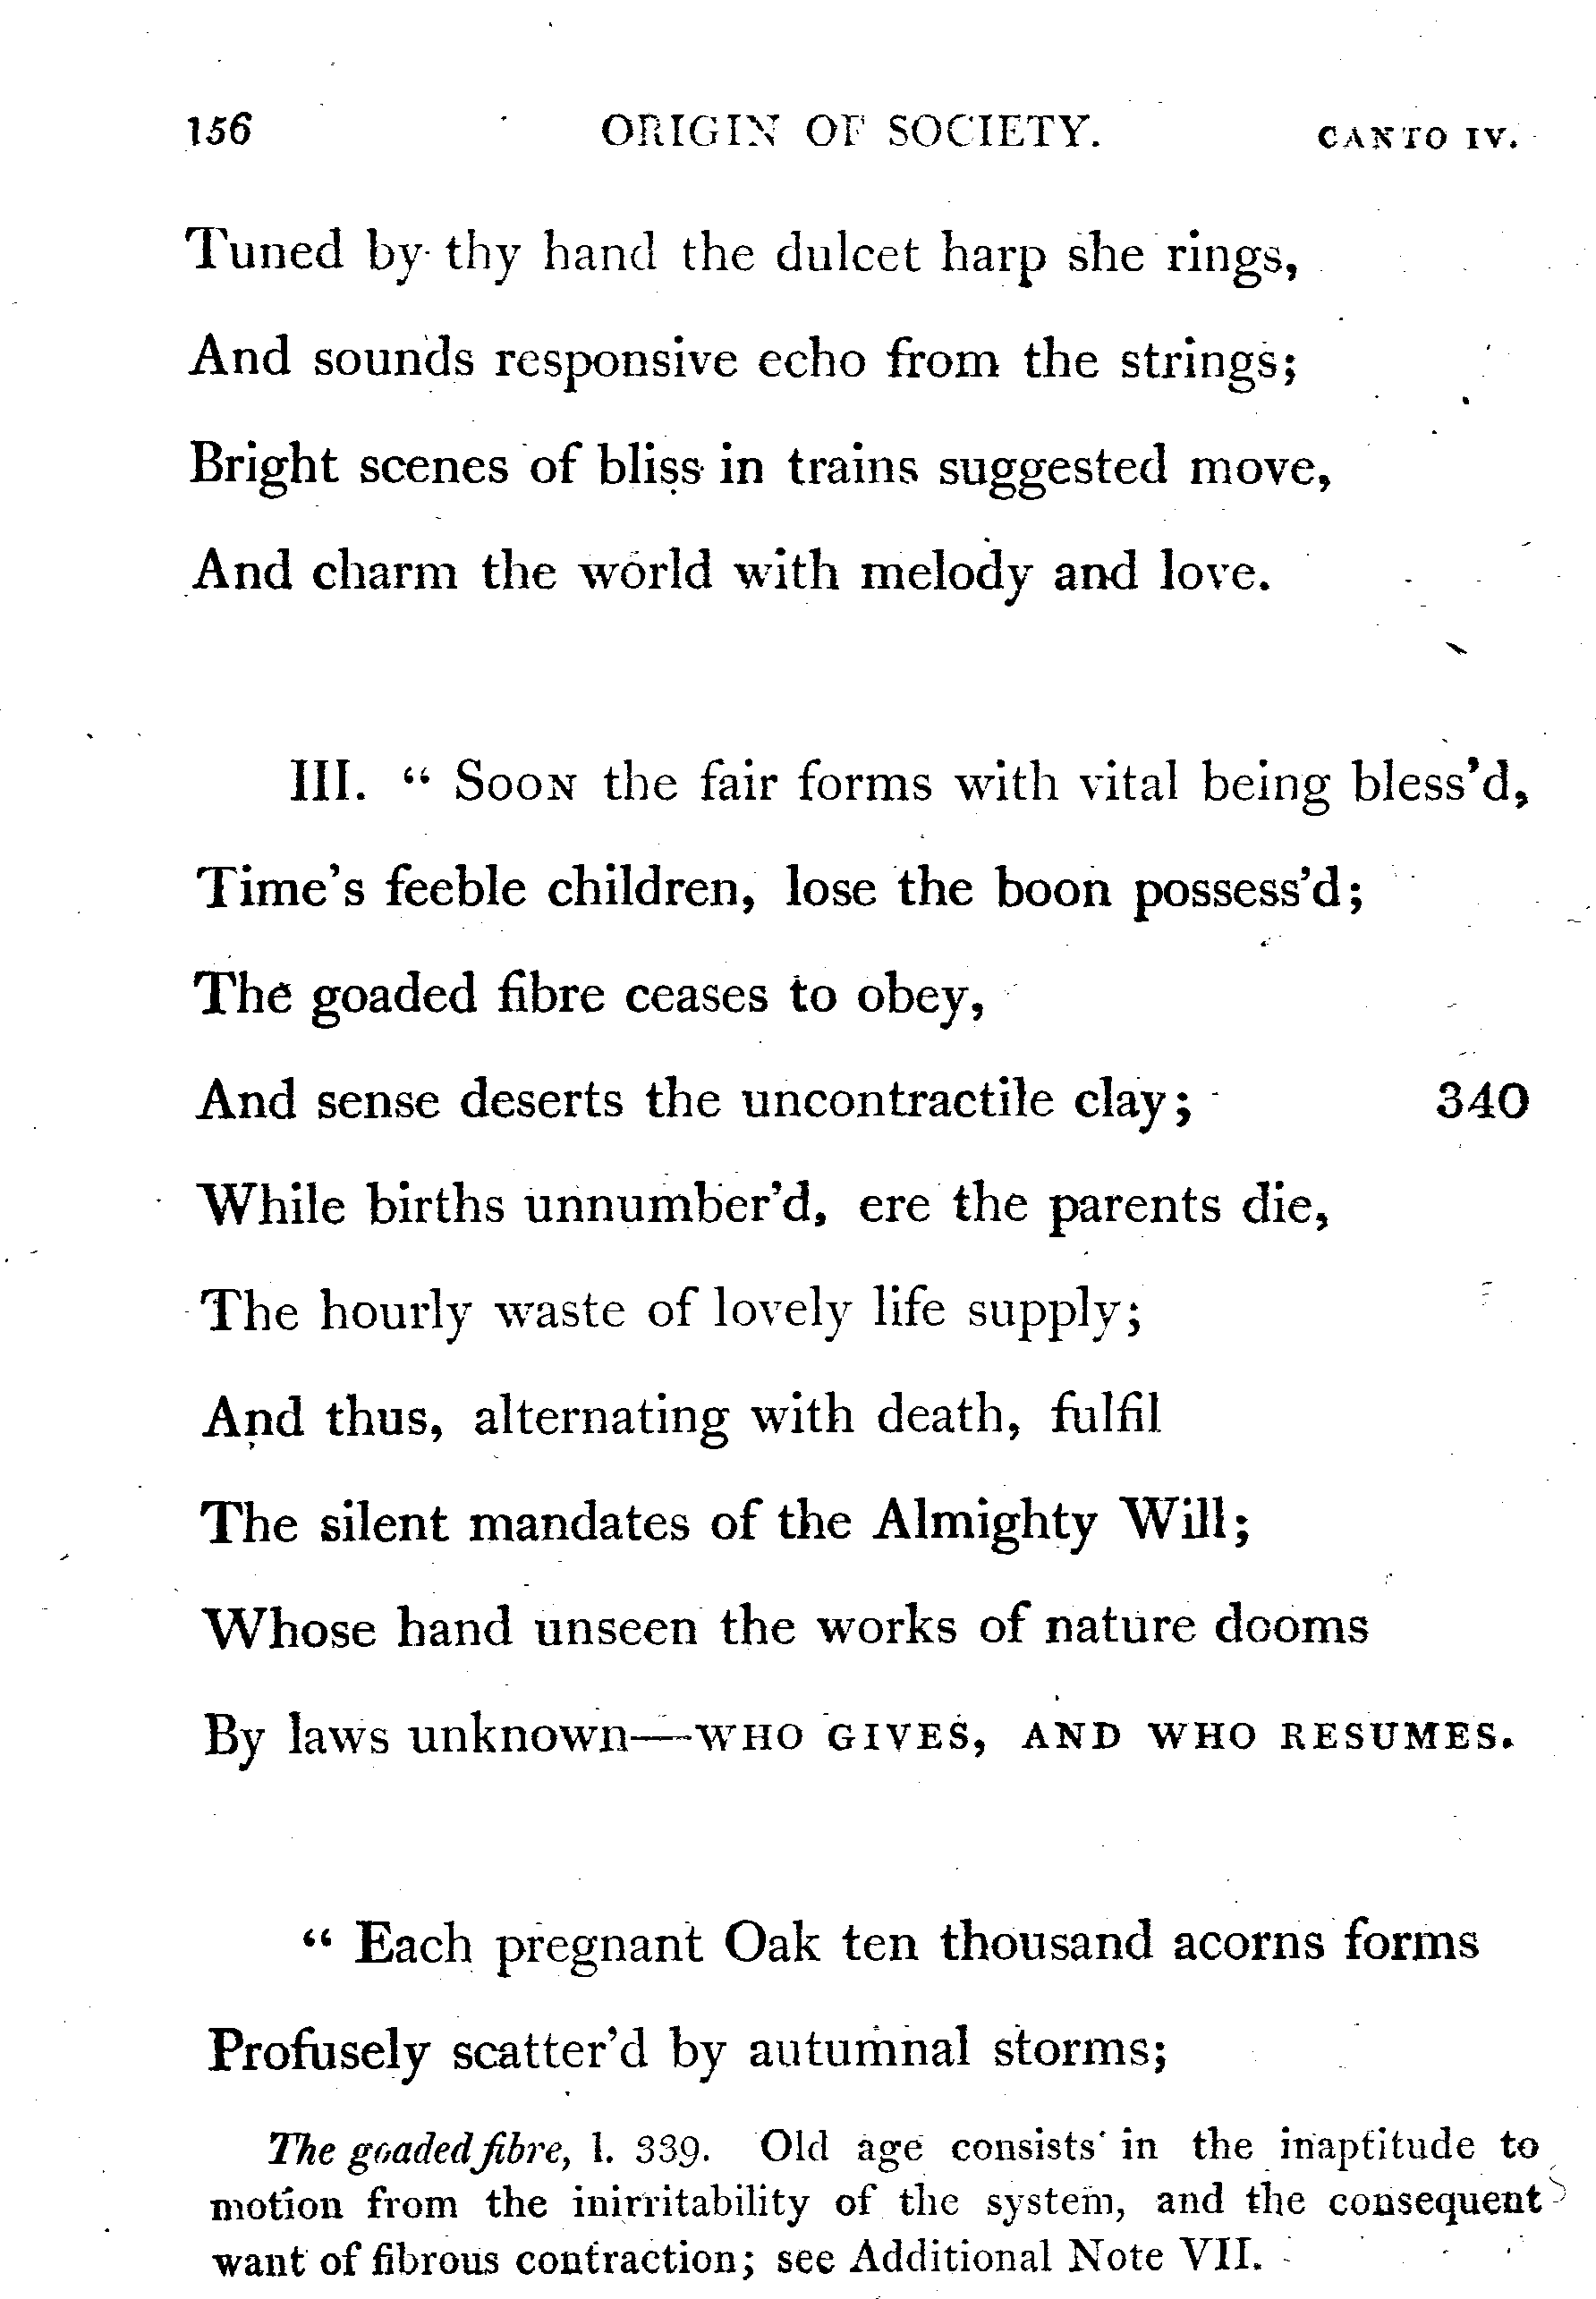 156 ORIGIN OF SOCIETY. CANTO IV.
Tuned by thy hand the dulcet harp she rings,
And sounds responsive echo from the strings;
Bright scenes of bliss in trains suggested move,
And charm the world with melody and love.
III. “ SOON the fair forms with vital being bless’d,
Time’s feeble children, lose the boon possess’d;
The goaded fibre ceases to obey,
And sense deserts the uncontractile clay; 340
While births unnumber’d, ere the parents die,
The hourly waste of lovely life supply;
And thus, alternating with death, fulfil
The silent mandates of the Almighty Will;
Whose hand unseen the works of nature dooms
By laws unknown—WHO GIVES, AND WHO RESUMES.
“ Each pregnant Oak ten thousand acorns forms
Profusely scatter’d by autumnal storms;
The goaded fibre, l. 339. Old age consists in the inaptitude to
motion from the inirritability of the system, and the consequent
want of fibrous contraction; see Additional Note VII.